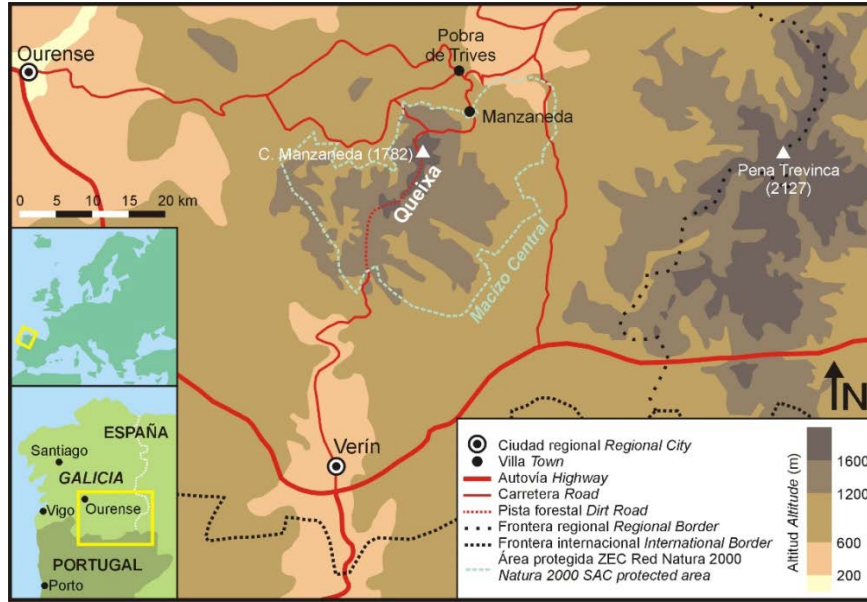 Ourense
Pobra
de Trives
Manzaneda
C. Manzaneda (1782)
Queixa
Pena Trevinca
(2127)
0 5 10 15 20 km
Macizo Central
N
Verín
ESPAÑA
Santiago
GALICIA
Vigo
Ourense
PORTUGAL
Porto
Ciudad regional Regional City
Villa Town
Autovía Highway
Carretera Road
Pista forestal Dirt Road
Frontera regional Regional Border
Frontera internacional International Border
Área protegida ZEC Red Natura 2000
Natura 2000 SAC protected area
Altitud Altitude (m)
1600
1200
600
200